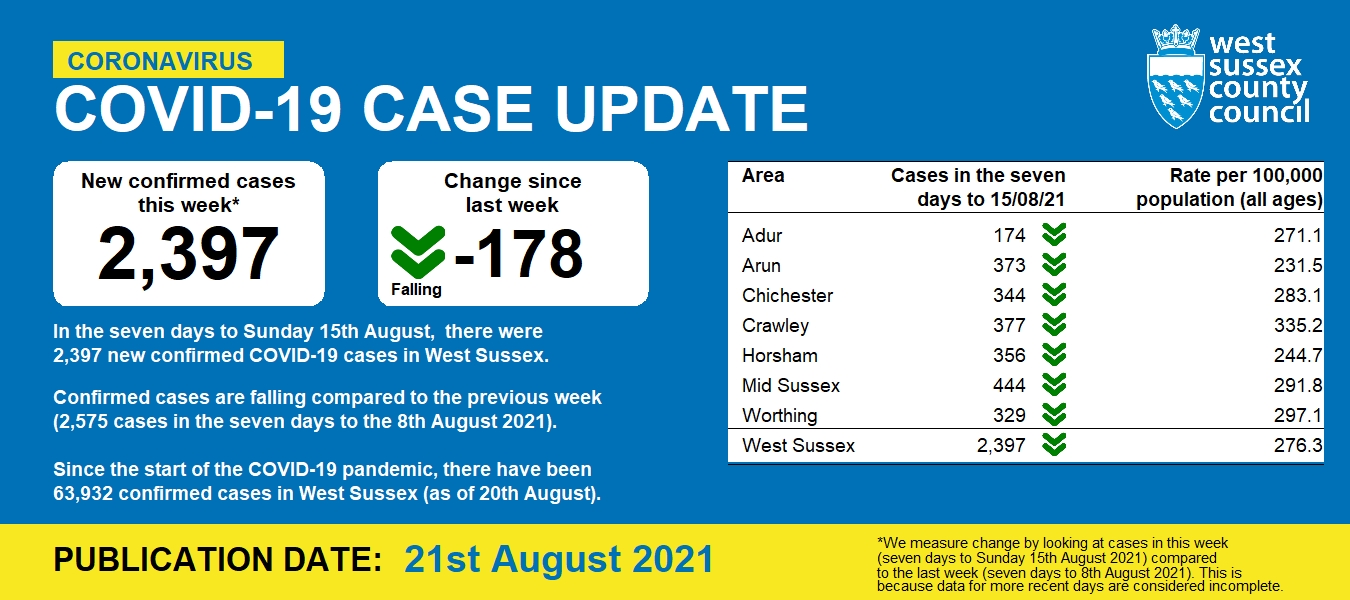 CORONAVIRUS
COVID-19 CASE UPDATE
west
sussex
county
council
New confirmed cases
this week*
2,397
Change since
last week
-178
Falling
In the seven days to Sunday 15th August,  there were
2,397 new confirmed COVID-19 cases in West Sussex.
Confirmed cases are falling compared to the previous week
(2,575 cases in the seven days to the 8th August 2021).
Since the start of the COVID-19 pandemic, there have been
63,932 confirmed cases in West Sussex (as of 20th August).
Area Cases in the seven Rate per 100,000
days to 15/08/21 population (all ages)
Adur 174 271.1
Arun 373 231.5
Chichester 344 283.1
Crawley 377 335.2
Horsham 356 244.7
Mid Sussex 444 291.8
Worthing 329 297.1
West Sussex 2,397 276.3
PUBLICATION DATE: 21st August 2021
*We measure change by looking at cases in this week
(seven days to Sunday 15th August 2021) compared
to the last week (seven days to 8th August 2021). This is
because data for more recent days are considered incomplete.